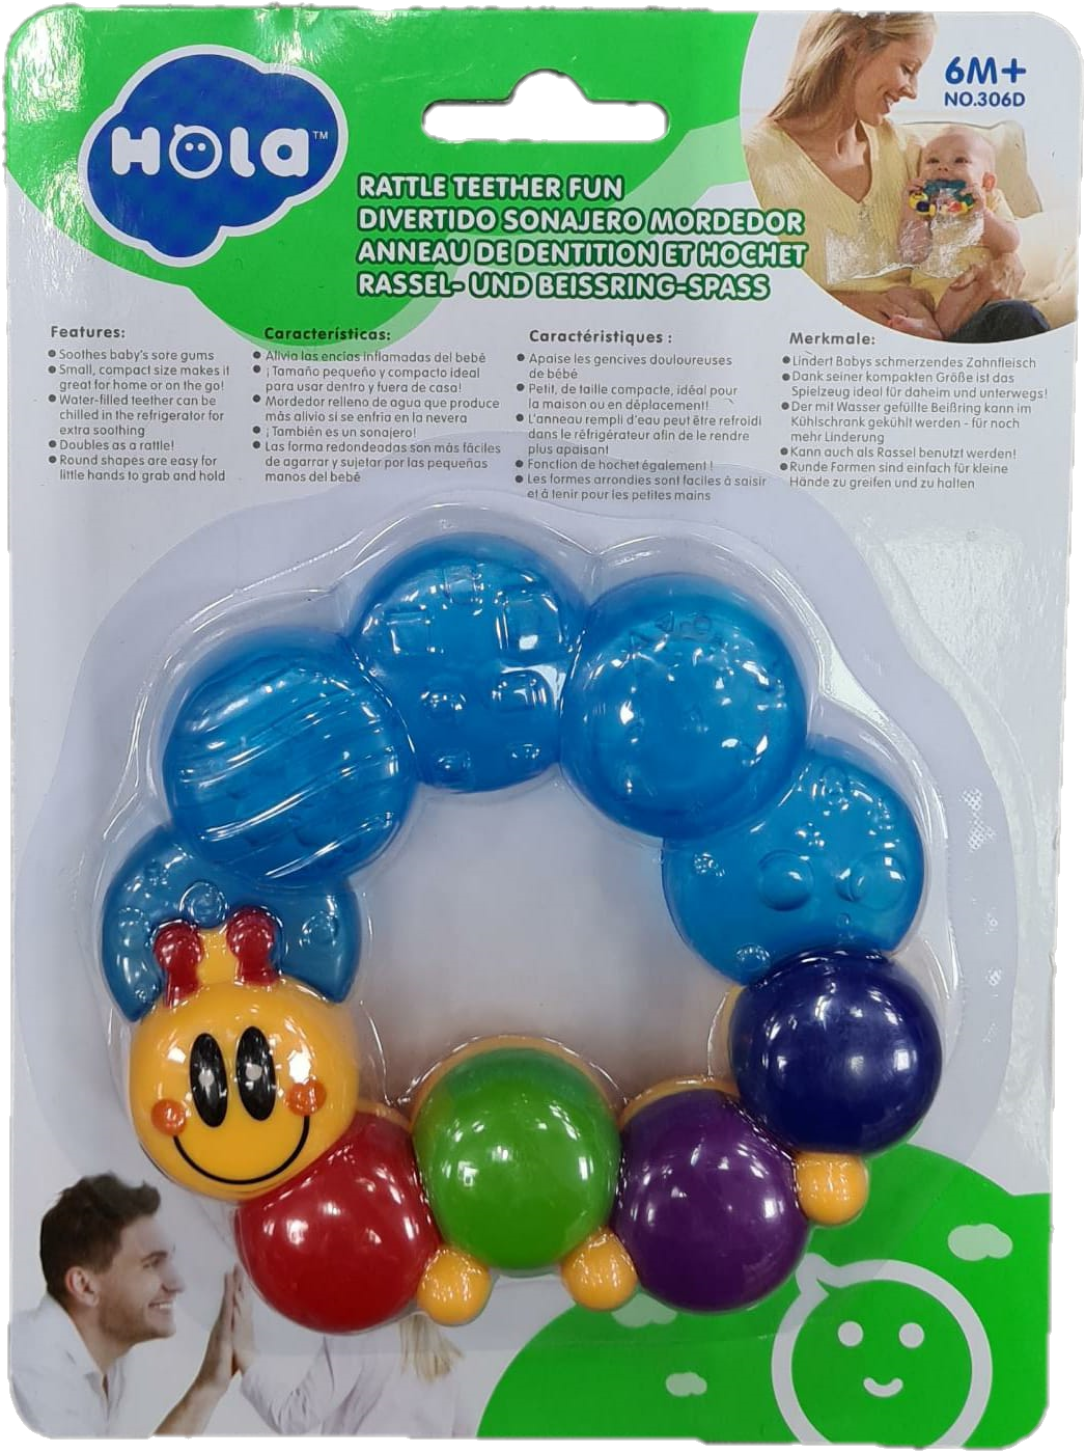 HOLA™
6M+
NO.306D
RATTLE TEETHER FUN
DIVERTIDO SONAJERO MORDEDOR
ANNEAU DE DENTITION ET HOCHET
RASSEL- UND BEISSRING-SPASS
Features:
● Soothes baby's sore gums
● Small, compact size makes it
great for home or on the go!
● Water-filled teether can be
chilled in the refrigerator for
extra soothing
● Doubles as a rattle!
● Round shapes are easy for
little hands to grab and hold
Características:
● Alivia las encías inflamadas del bebé
● ¡Tamaño pequeño y compacto ideal
para usar dentro y fuera de casa!
● Mordedor relleno de agua que produce
más alivio si se enfría en la nevera
● ¡También es un sonajero!
● Las forma redondeadas son más fáciles
de agarrar y sujetar por las pequeñas
manos del bebé
Caractéristiques :
● Apaise les gencives douloureuses
de bébé
● Petit, de taille compacte, idéal pour
la maison ou en déplacement!
● L'anneau rempli d'eau peut être refroidi
dans le réfrigérateur afin de le rendre
plus apaisant
● Fonction de hochet également !
● Les formes arrondies sont faciles à saisir
et à tenir pour les petites mains
Merkmale:
● Lindert Babys schmerzendes Zahnfleisch
● Dank seiner kompakten Größe ist das
Spielzeug ideal für daheim und unterwegs!
● Der mit Wasser gefüllte Beißring kann im
Kühlschrank gekühlt werden - für noch
mehr Linderung
● Kann auch als Rassel benutzt werden!
● Runde Formen sind einfach für kleine
Hände zu greifen und zu halten